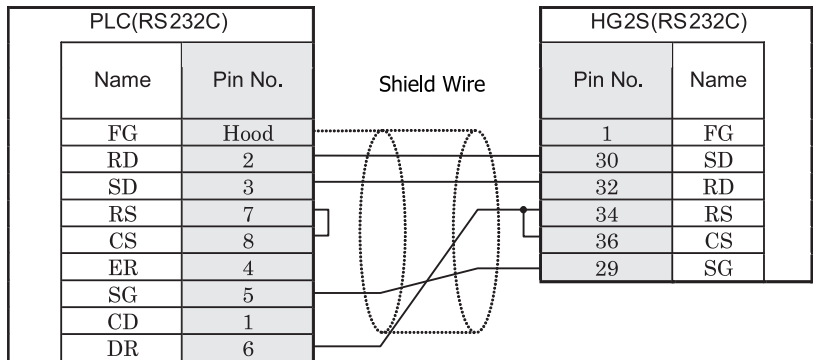 PLC(RS232C) HG2S(RS232C)
Name Pin No. Shield Wire Pin No. Name
FG Hood 1 FG
RD 2 30 SD
SD 3 32 RD
RS 7 34 RS
CS 8 36 CS
ER 4 29 SG
SG 5
CD 1
DR 6